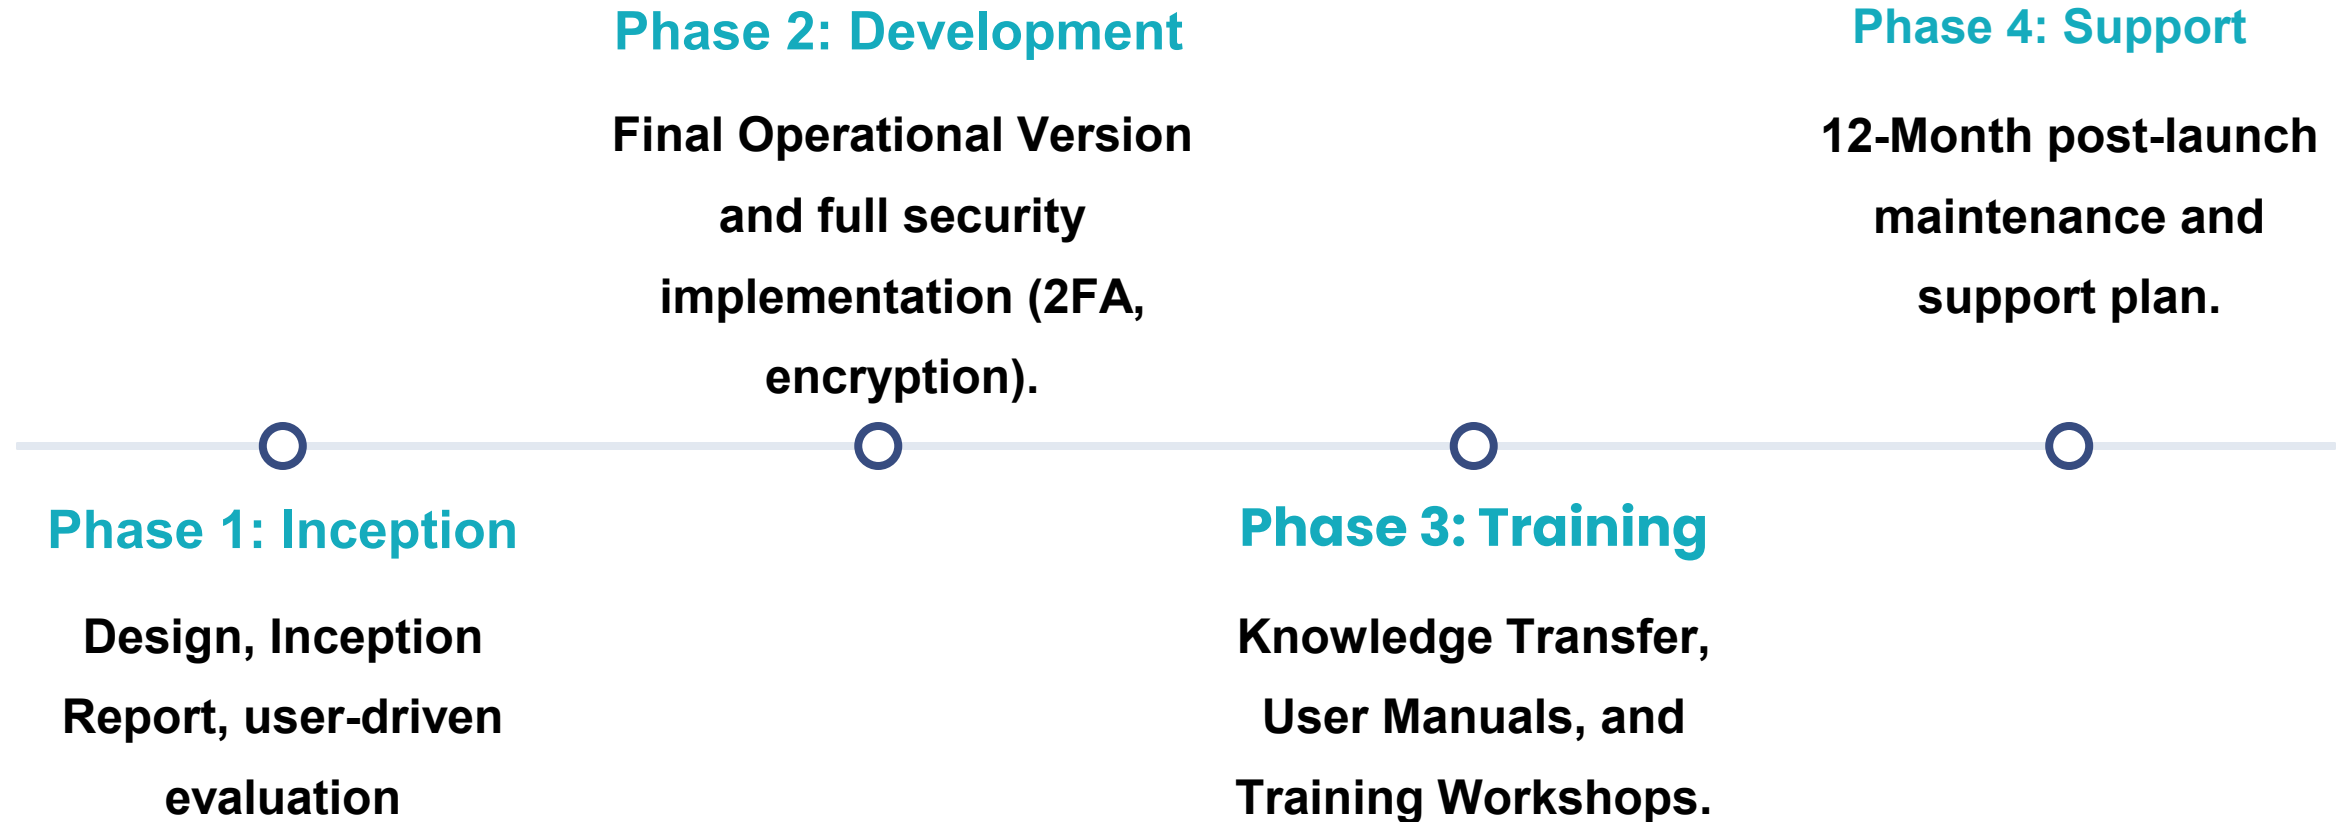 Phase 1: Inception
Design, Inception
Report, user-driven
evaluation
Phase 2: Development
Final Operational Version
and full security
implementation (2FA,
encryption).
Phase 3: Training
Knowledge Transfer,
User Manuals, and
Training Workshops.
Phase 4: Support
12-Month post-launch
maintenance and
support plan.